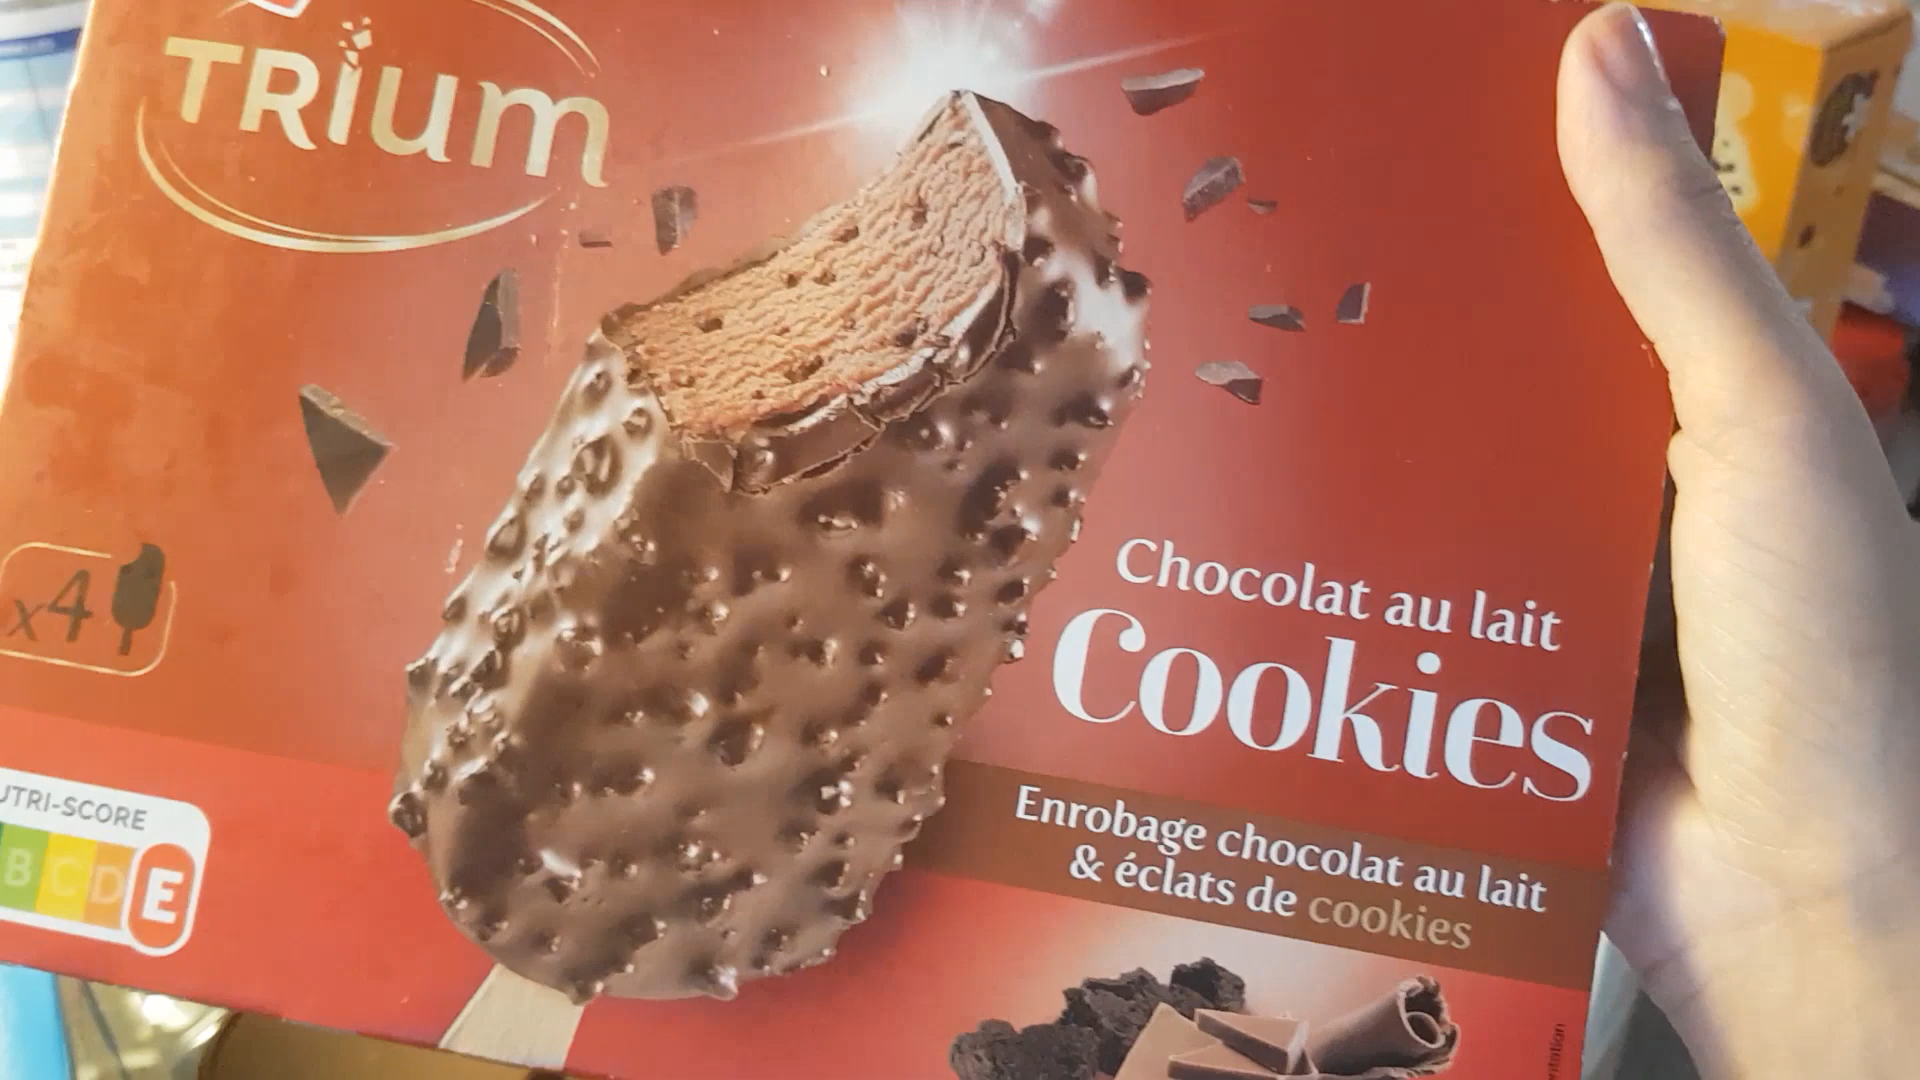 TRium
x4
Chocolat au lait
Cookies
UTRI-SCORE
B C D E
Enrobage chocolat au lait
& éclats de cookies